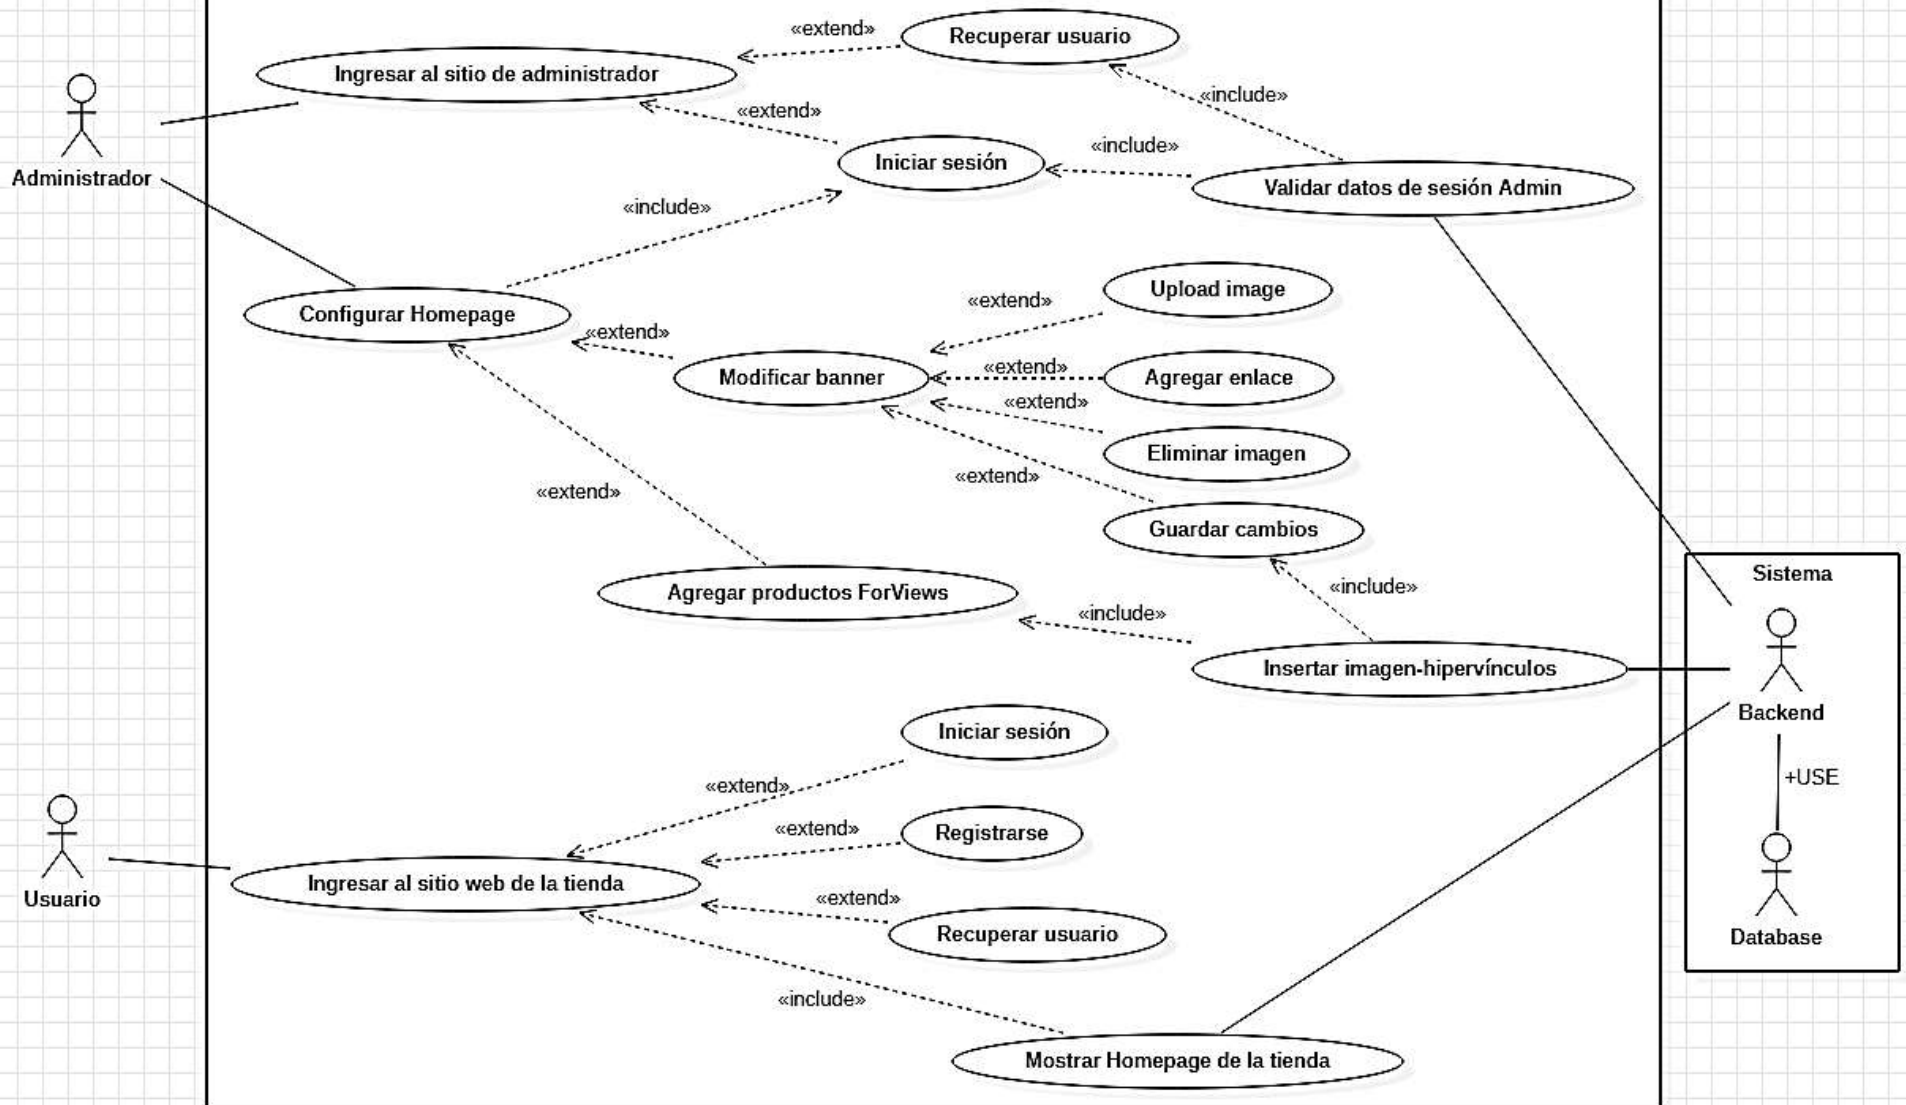 «extend»
Recuperar usuario
Ingresar al sitio de administrador
«include»
«extend»
«include»
Iniciar sesión
Administrador
Validar datos de sesión Admin
«include»
Upload image
«extend»
Configurar Homepage
«extend»
«extend»
Modificar banner
Agregar enlace
«extend»
Eliminar imagen
«extend»
«extend»
Guardar cambios
Sistema
«include»
Agregar productos ForViews
«include»
Insertar imagen-hipervínculos
Backend
Iniciar sesión
+USE
«extend»
«extend»
Registrarse
Ingresar al sitio web de la tienda
Usuario
«extend»
Recuperar usuario
Database
«include»
Mostrar Homepage de la tienda